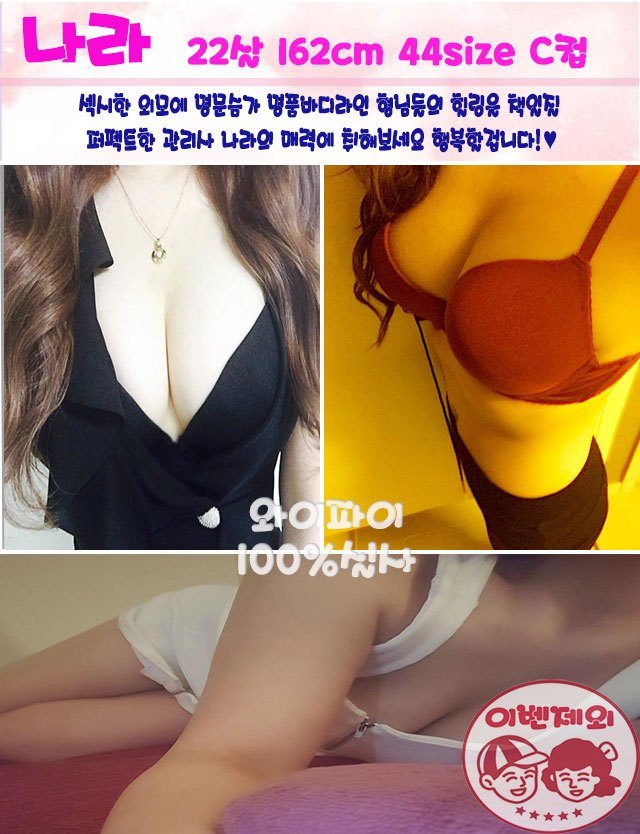 나라 22살 162cm 44size C컵
섹시한 외모에 명문슴가 명품바디라인 형님들의 힐링을 책임짐
퍼펙트한 관리사 나라의 매력에 취해보세요 행복할겁니다!♥
와이파이
100%실사
이벤제외